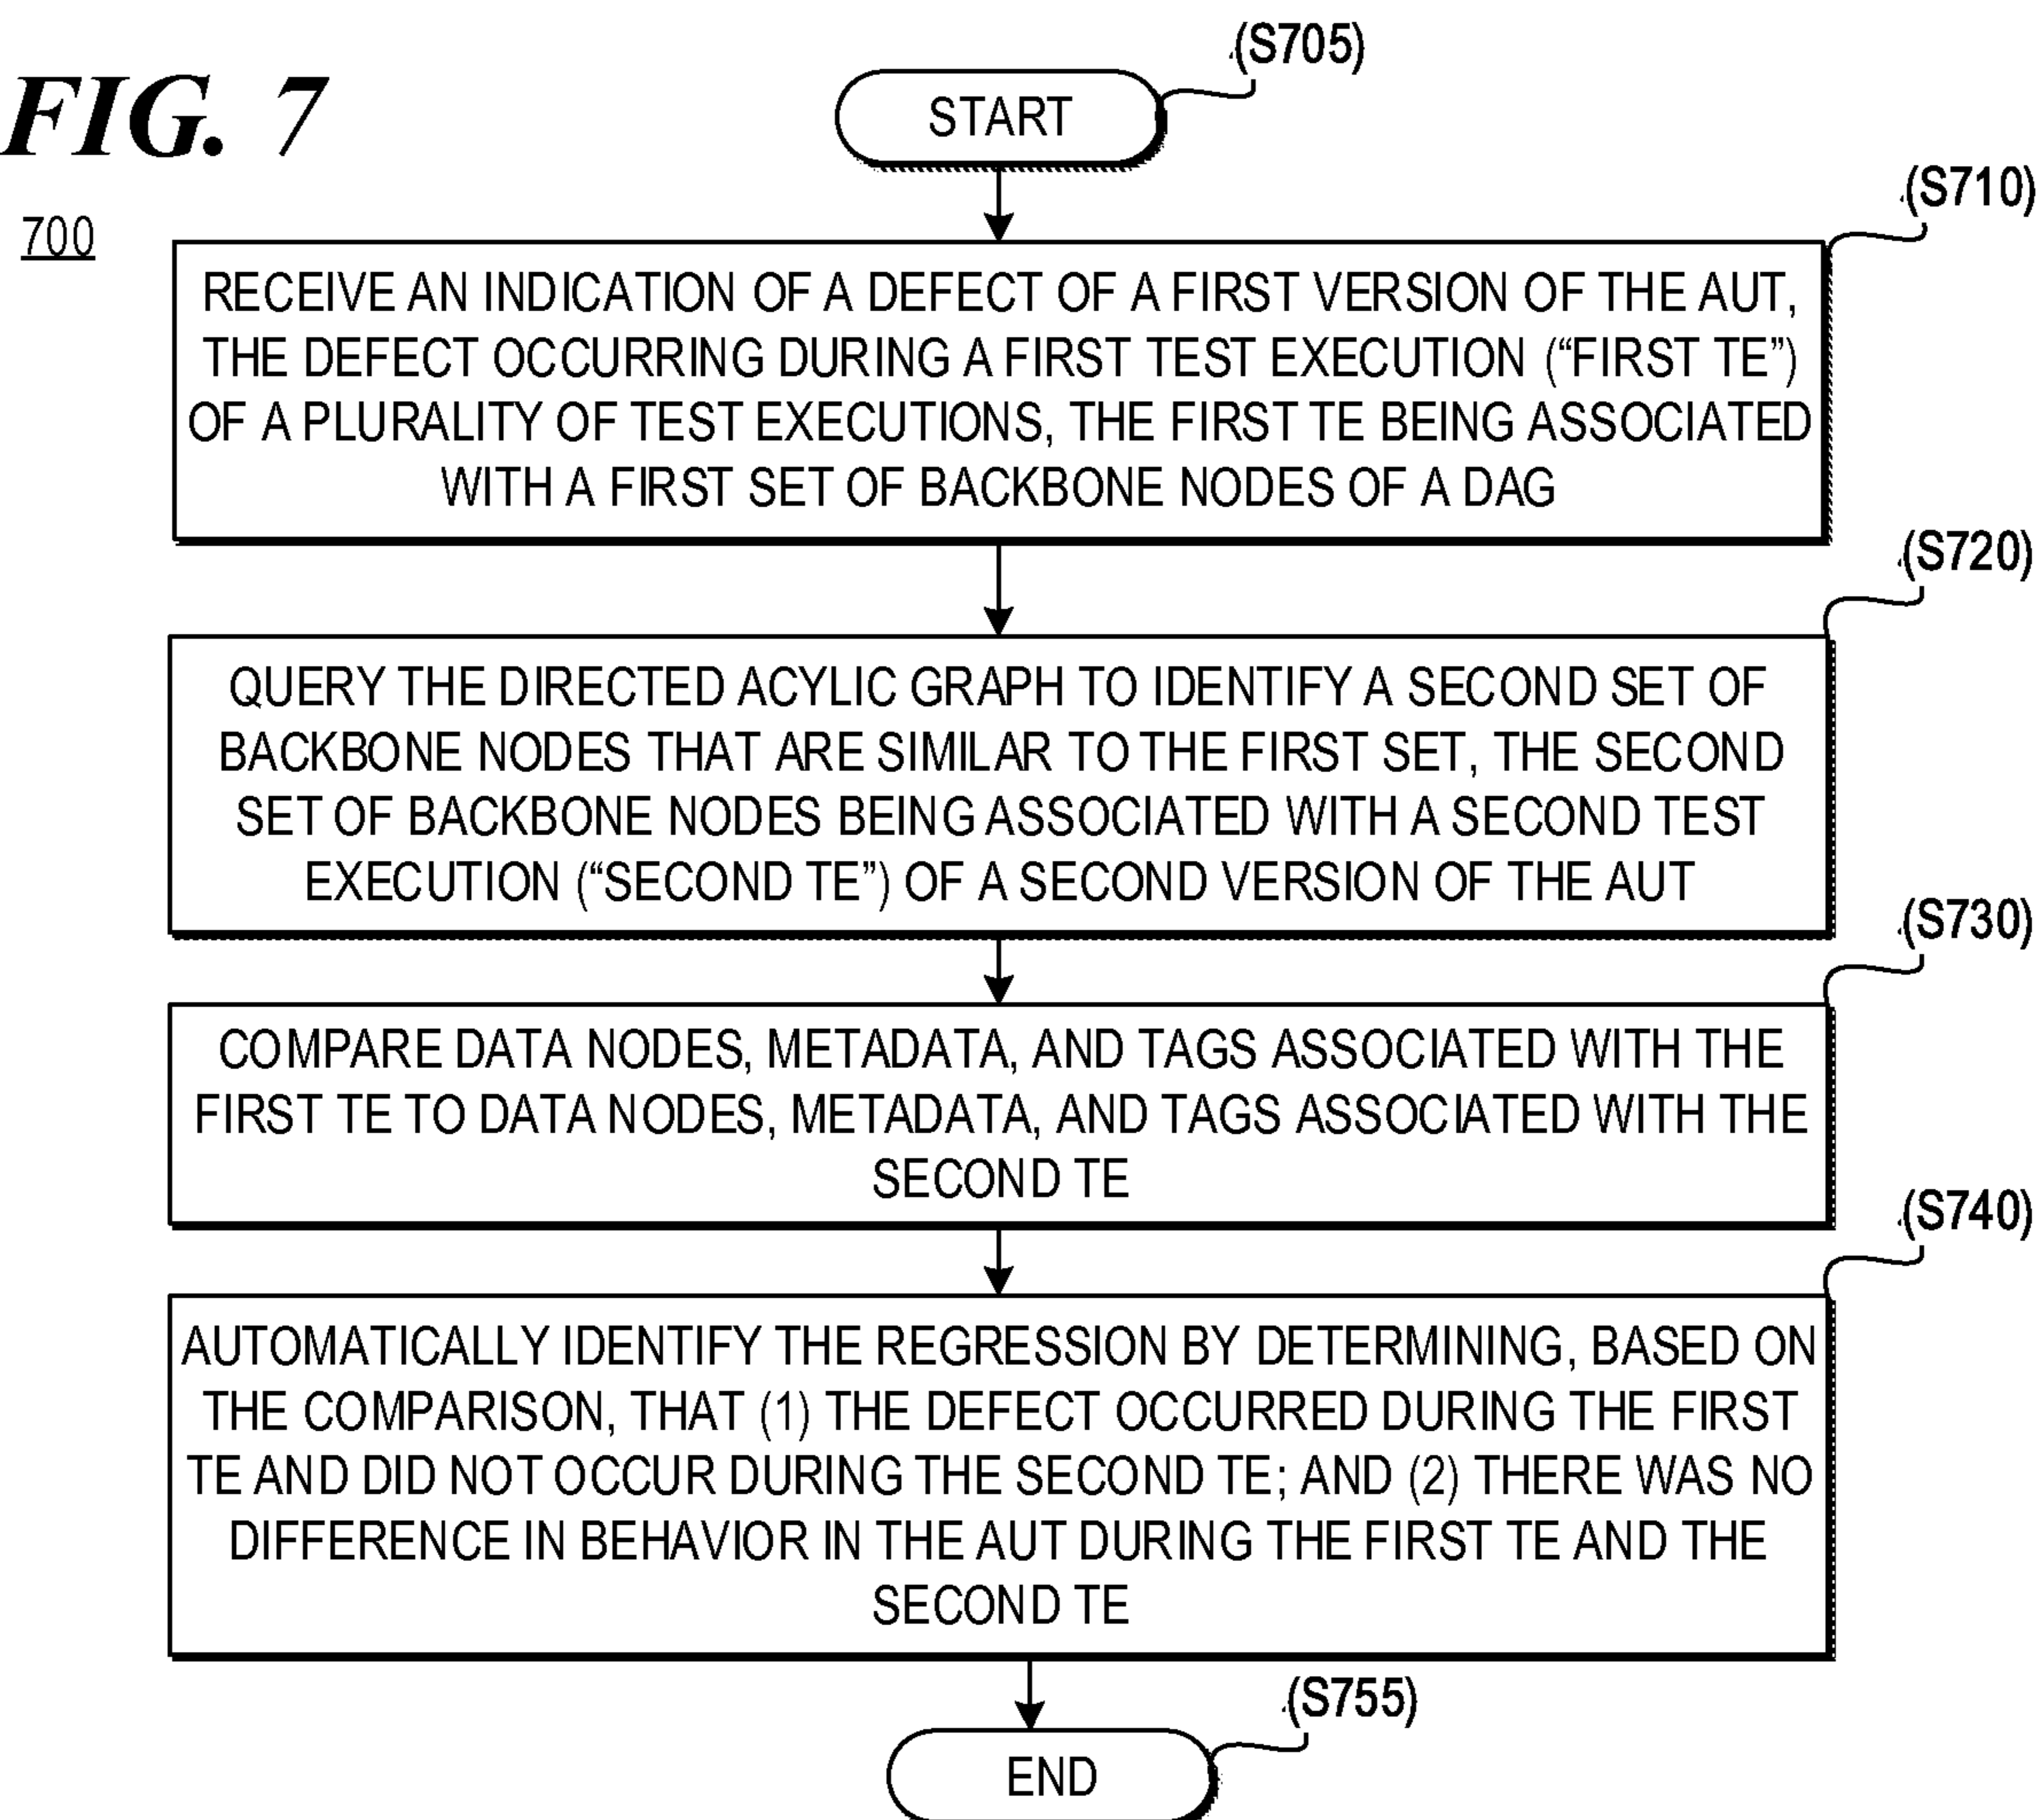 FIG. 7
700
(S705)
START
(S710)
RECEIVE AN INDICATION OF A DEFECT OF A FIRST VERSION OF THE AUT,
THE DEFECT OCCURRING DURING A FIRST TEST EXECUTION (“FIRST TE”)
OF A PLURALITY OF TEST EXECUTIONS, THE FIRST TE BEING ASSOCIATED
WITH A FIRST SET OF BACKBONE NODES OF A DAG
(S720)
QUERY THE DIRECTED ACYLIC GRAPH TO IDENTIFY A SECOND SET OF
BACKBONE NODES THAT ARE SIMILAR TO THE FIRST SET, THE SECOND
SET OF BACKBONE NODES BEING ASSOCIATED WITH A SECOND TEST
EXECUTION (“SECOND TE”) OF A SECOND VERSION OF THE AUT
(S730)
COMPARE DATA NODES, METADATA, AND TAGS ASSOCIATED WITH THE
FIRST TE TO DATA NODES, METADATA, AND TAGS ASSOCIATED WITH THE
SECOND TE
(S740)
AUTOMATICALLY IDENTIFY THE REGRESSION BY DETERMINING, BASED ON
THE COMPARISON, THAT (1) THE DEFECT OCCURRED DURING THE FIRST
TE AND DID NOT OCCUR DURING THE SECOND TE; AND (2) THERE WAS NO
DIFFERENCE IN BEHAVIOR IN THE AUT DURING THE FIRST TE AND THE
SECOND TE
(S755)
END